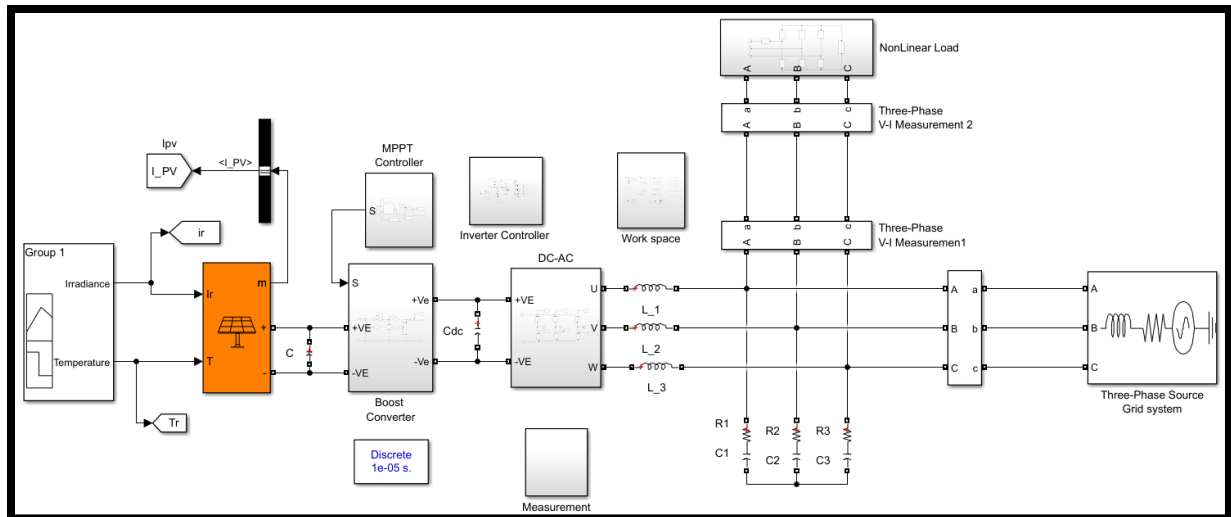 NonLinear Load
A B C
a b c
A B C
Three-Phase
V-I Measurement 2
Ipv
I_PV
<I_PV>
MPPT
Controller
S
Inverter Controller
Work space
a b c
A B C
Three-Phase
V-I Measuremen1
ir
Group 1
Irradiance
Temperature
Tr
Ir
T
m
+
-
C
S
+VE
-VE
+Ve
-Ve
Boost
Converter
Cdc
DC-AC
+VE
-VE
U
V
W
L_1
L_2
L_3
A a
B b
C c
A
B
C
Three-Phase Source
Grid system
R1 R2 R3
C1 C2 C3
Discrete
1e-05 s.
Measurement